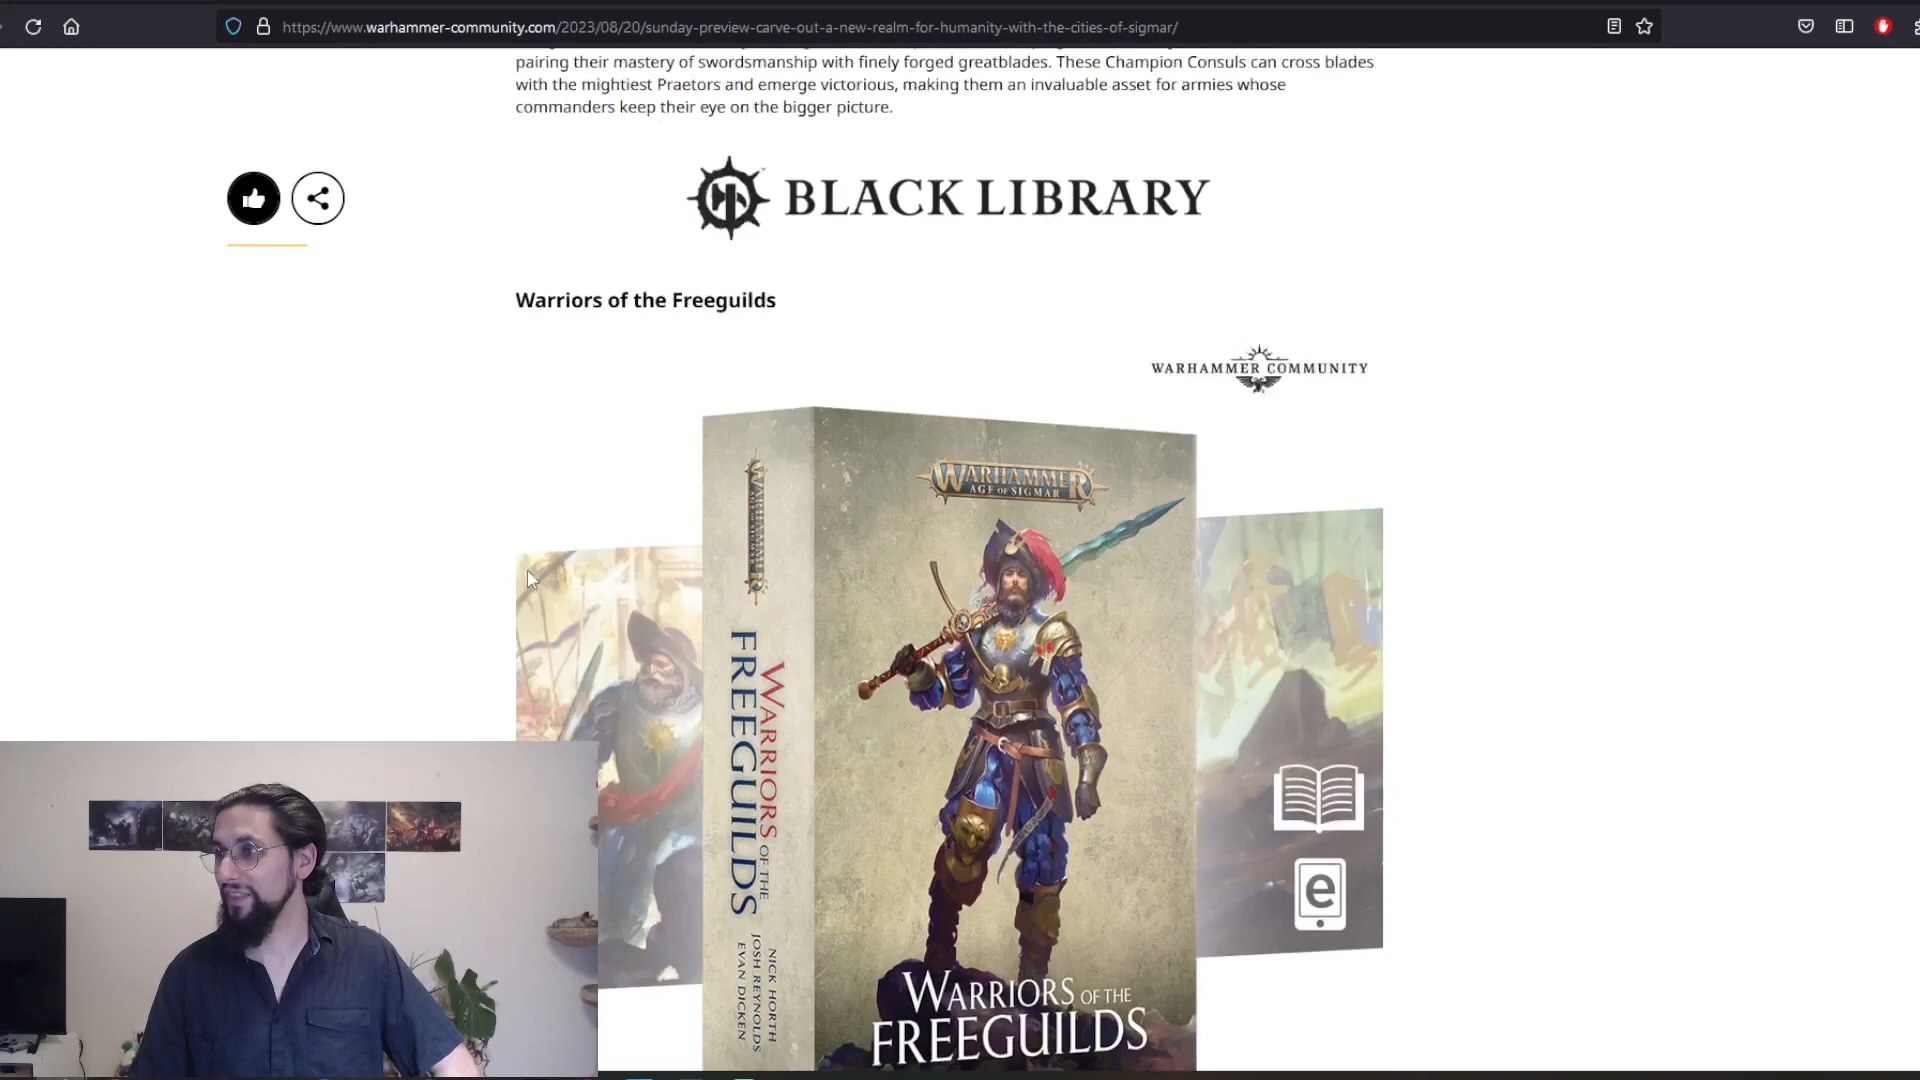 https://www.warhammer-community.com/2023/08/20/sunday-preview-carve-out-a-new-realm-for-humanity-with-the-cities-of-sigmar/
pairing their mastery of swordsmanship with finely forged greatblades. These Champion Consuls can cross blades
with the mightiest Praetors and emerge victorious, making them an invaluable asset for armies whose
commanders keep their eye on the bigger picture.
BLACK LIBRARY
Warriors of the Freeguilds
WARHAMMER COMMUNITY
WARHAMMER
AGE OF SIGMAR
WARHAMMER
WARRIORS OF THE
FREEGUILDS
NICK HORTH
JOSH REYNOLDS
EVAN DICKEN
e
WARRIORS OF THE
FREEGUILDS